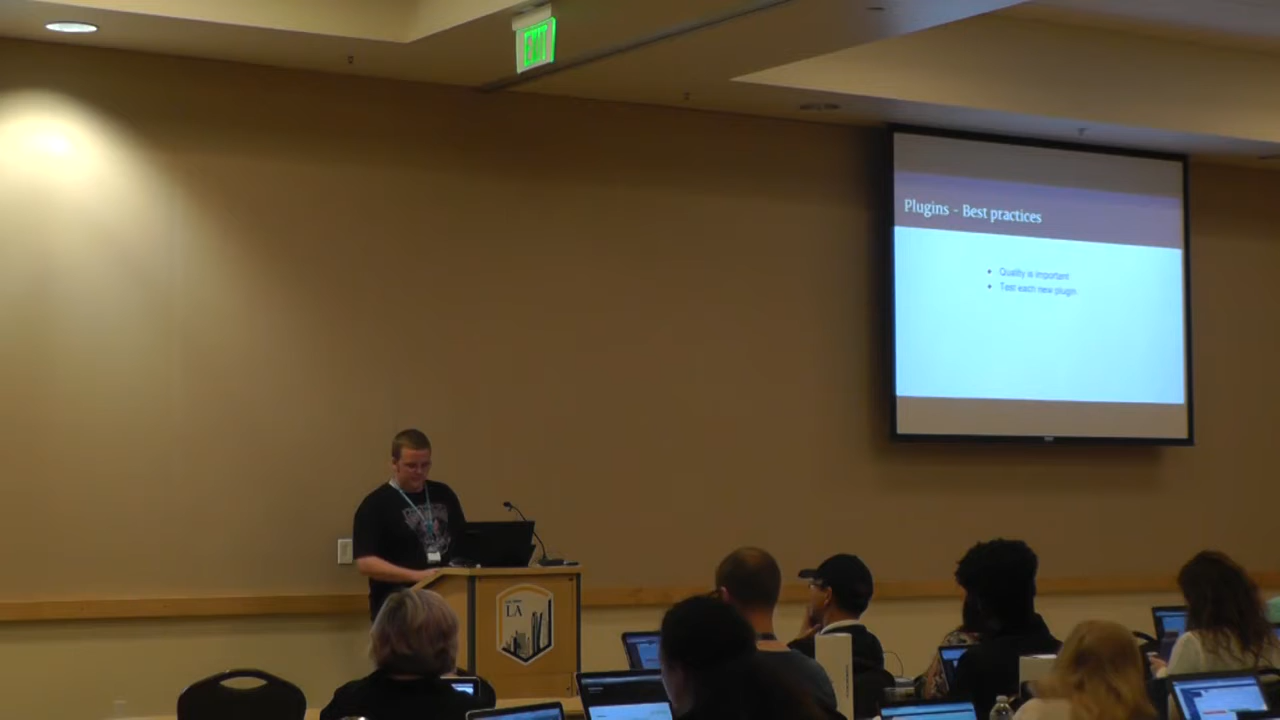 EXIT
Plugins - Best practices
• Quality is important
• Test each new plugin
LA